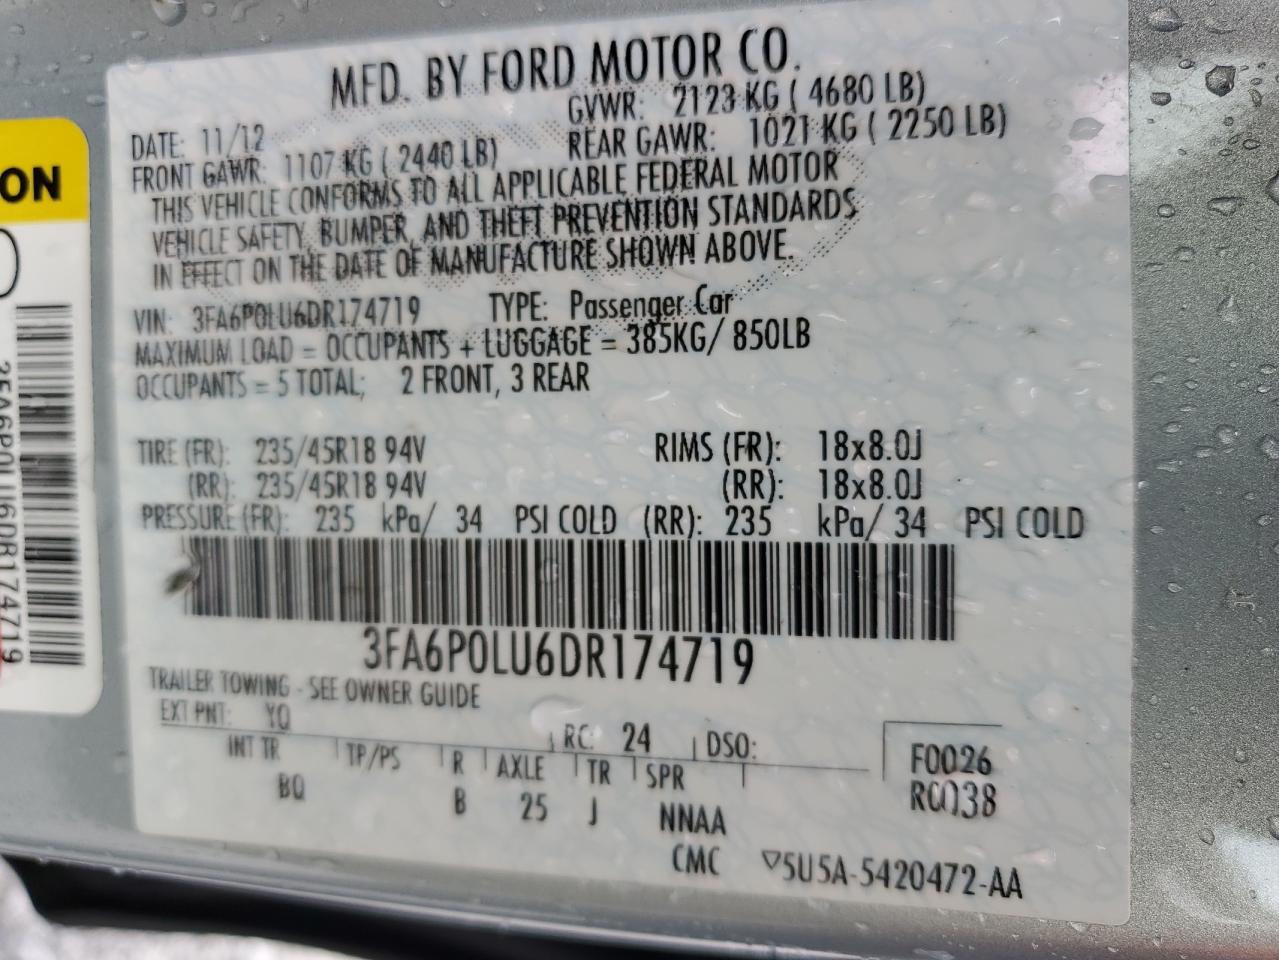 MFD. BY FORD MOTOR CO.
DATE: 11/12 GVWR: 2123 KG ( 4680 LB)
FRONT GAWR: 1107 KG ( 2440 LB) REAR GAWR: 1021 KG ( 2250 LB)
THIS VEHICLE CONFORMS TO ALL APPLICABLE FEDERAL MOTOR
VEHICLE SAFETY, BUMPER, AND THEFT PREVENTION STANDARDS
IN EFFECT ON THE DATE OF MANUFACTURE SHOWN ABOVE.
VIN: 3FA6P0LU6DR174719 TYPE: Passenger Car
MAXIMUM LOAD = OCCUPANTS + LUGGAGE = 385KG/ 850LB
OCCUPANTS = 5 TOTAL; 2 FRONT, 3 REAR
TIRE (FR): 235/45R18 94V RIMS (FR): 18x8.0J
(RR): 235/45R18 94V (RR): 18x8.0J
PRESSURE (FR): 235 kPa/ 34 PSI COLD (RR): 235 kPa/ 34 PSI COLD
3FA6P0LU6DR174719
TRAILER TOWING - SEE OWNER GUIDE
EXT PNT: RC: 24 DSO:
INT TR TP/PS R AXLE TR SPR
B 25 J NNAA
CMC
F0026
RC038
5U5A-5420472-AA
ON
3FA6P0LU6DR174719